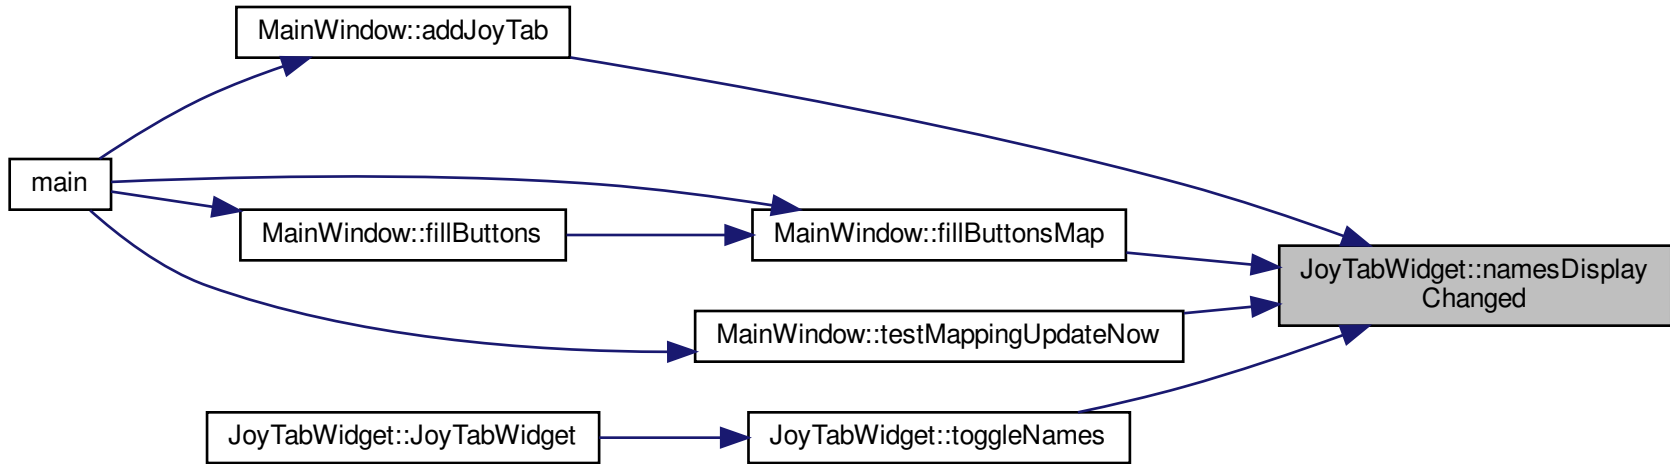 MainWindow::addJoyTab
main
MainWindow::fillButtons
MainWindow::fillButtonsMap
JoyTabWidget::namesDisplay
Changed
MainWindow::testMappingUpdateNow
JoyTabWidget::JoyTabWidget
JoyTabWidget::toggleNames